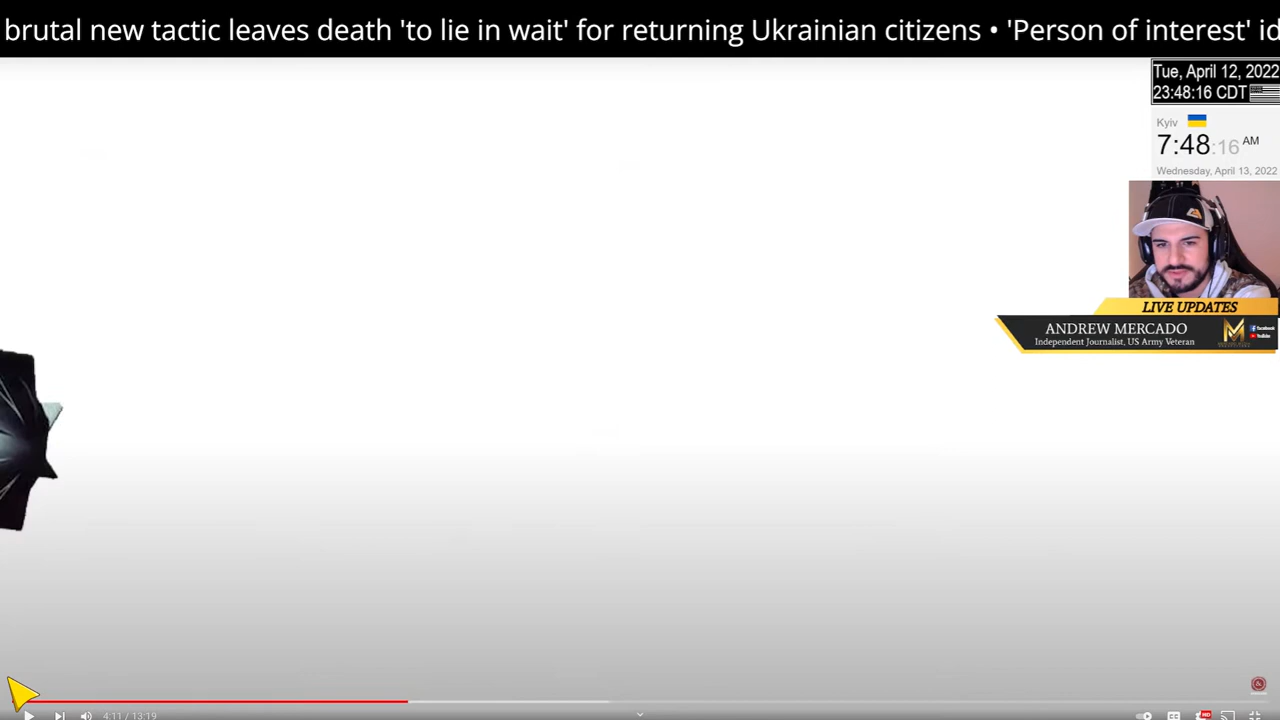 brutal new tactic leaves death 'to lie in wait' for returning Ukrainian citizens • 'Person of interest' id
Tue, April 12, 2022
23:48:16 CDT
Kyiv
7:48:16 AM
Wednesday, April 13, 2022
LIVE UPDATES
ANDREW MERCADO
Independent Journalist, US Army Veteran
Facebook
YouTube
4:11 / 13:19